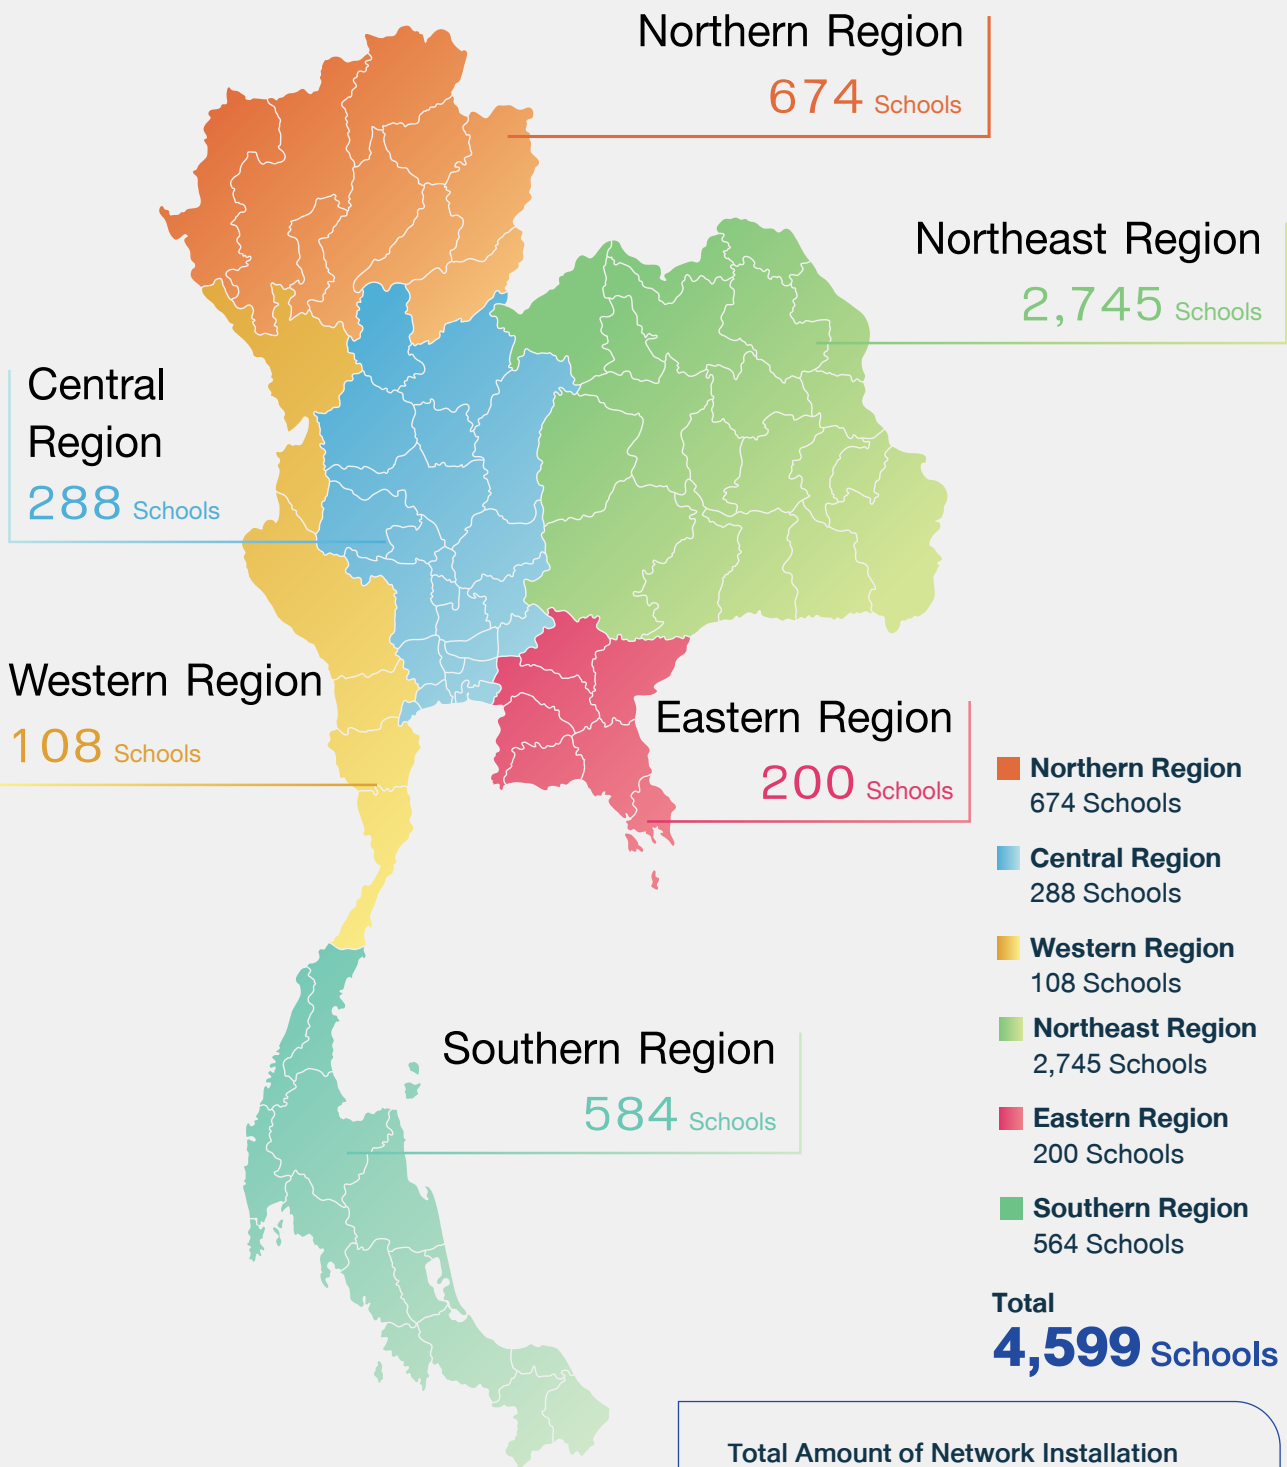 Northern Region
674 Schools
Northeast Region
2,745 Schools
Central
Region
288 Schools
Western Region
108 Schools
Eastern Region
200 Schools
Southern Region
584 Schools
Northern Region
674 Schools
Central Region
288 Schools
Western Region
108 Schools
Northeast Region
2,745 Schools
Eastern Region
200 Schools
Southern Region
564 Schools
Total
4,599 Schools
Total Amount of Network Installation